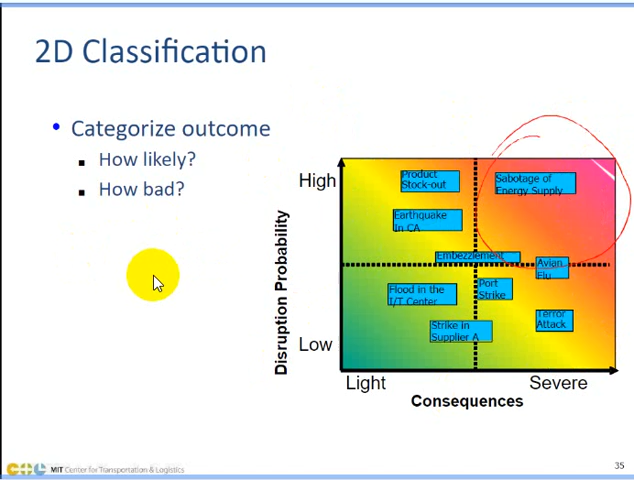 2D Classification
• Categorize outcome
▪ How likely?
▪ How bad?
Disruption Probability
High
Low
Product
Stock-out
Sabotage of
Energy Supply
Earthquake
In CA
Embezzlement
Avian
Flu
Flood in the
I/T Center
Port
Strike
Strike in
Supplier A
Terror
Attack
Light
Severe
Consequences
MIT Center for Transportation & Logistics
35